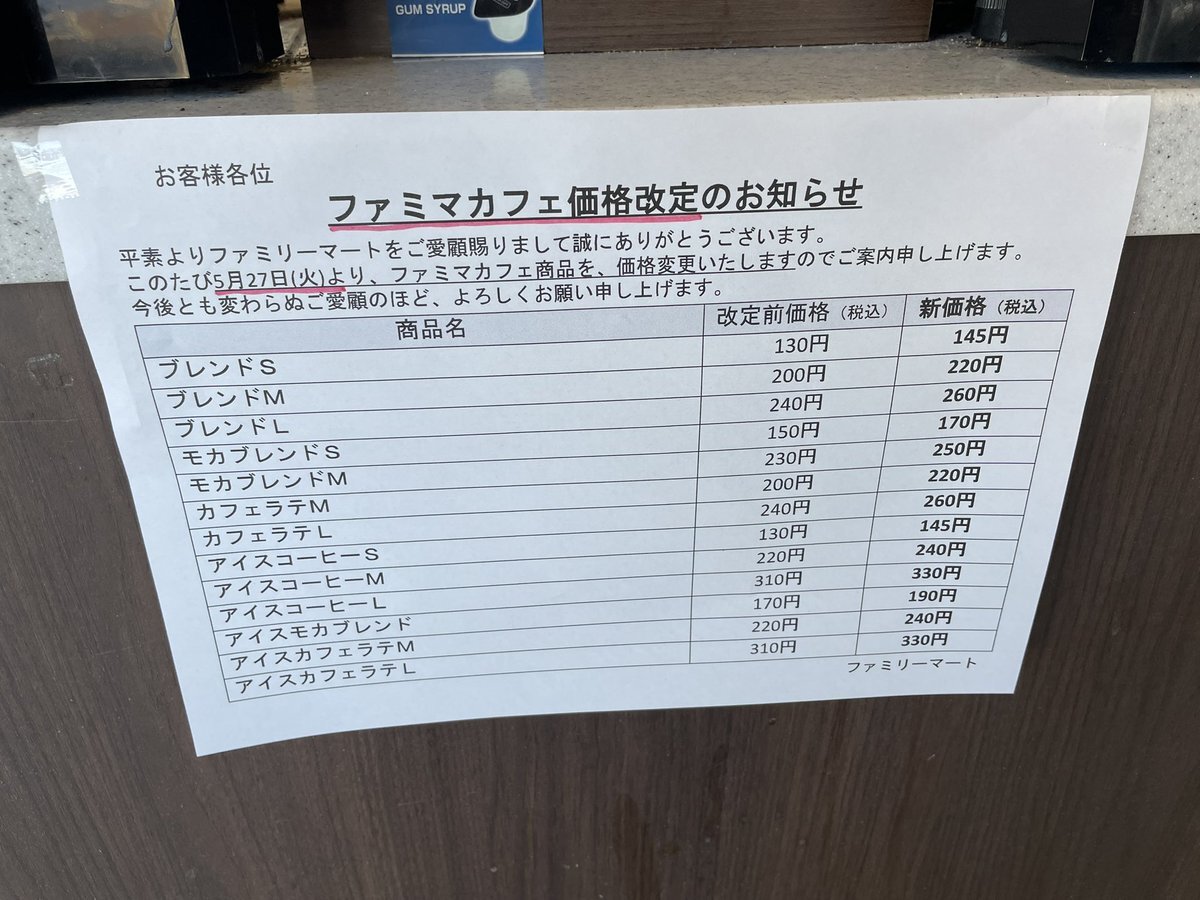 GUM SYRUP
お客様各位
ファミマカフェ価格改定のお知らせ
平素よりファミリーマートをご愛顧賜りまして誠にありがとうございます。
このたび5月27日(火)より、ファミマカフェ商品を、価格変更いたしますのでご案内申し上げます。
今後とも変わらぬご愛顧のほど、よろしくお願い申し上げます。
商品名 改定前価格（税込） 新価格（税込）
ブレンドS 130円 145円
ブレンドM 200円 220円
ブレンドL 240円 260円
モカブレンドS 150円 170円
モカブレンドM 230円 250円
カフェラテM 200円 220円
カフェラテL 240円 260円
アイスコーヒーS 130円 145円
アイスコーヒーM 220円 240円
アイスコーヒーL 310円 330円
アイスモカブレンド 170円 190円
アイスカフェラテM 220円 240円
アイスカフェラテL 310円 330円
ファミリーマート